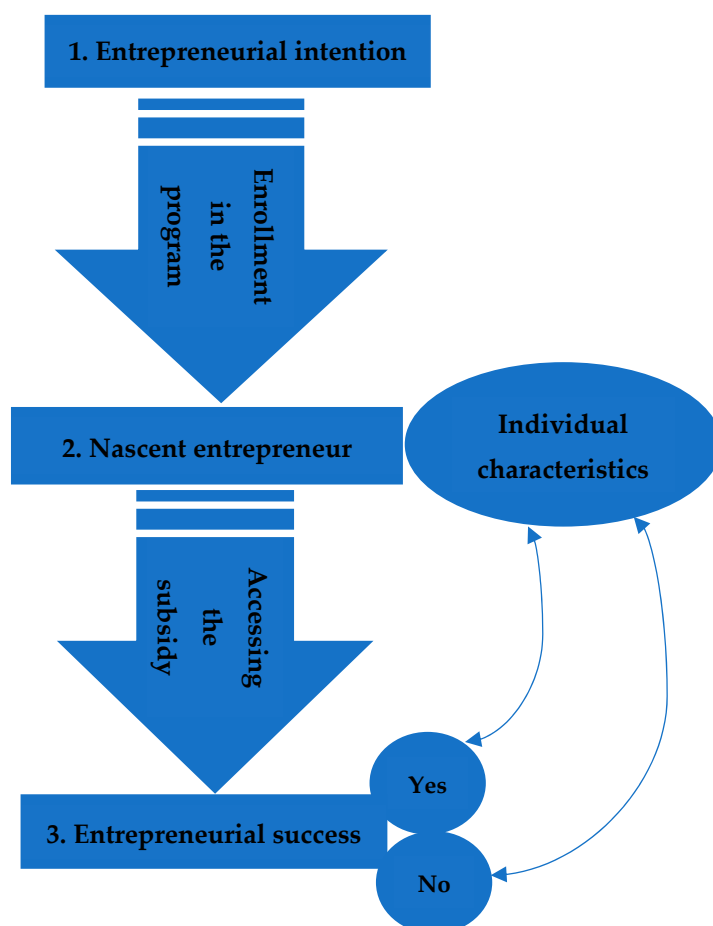 1. Entrepreneurial intention
Enrollment
in the
program
2. Nascent entrepreneur
Individual
characteristics
Accessing
the
subsidy
Yes
3. Entrepreneurial success
No